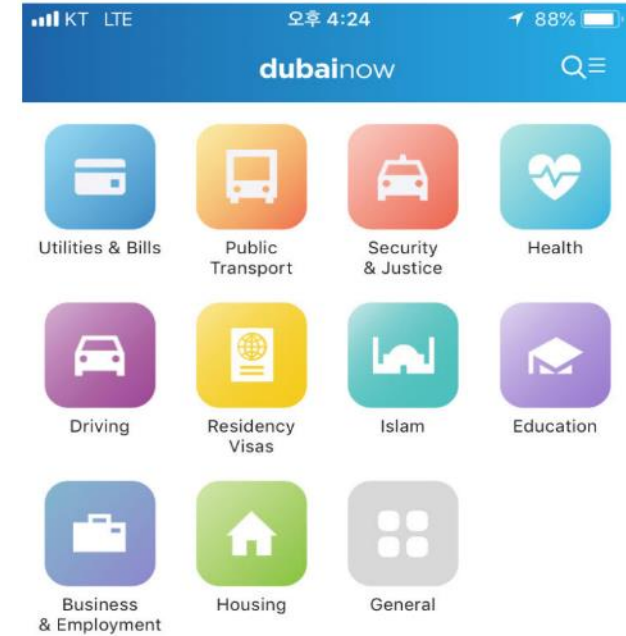 KT LTE 오후 4:24 88%
dubainow
Utilities & Bills
Public
Transport
Security
& Justice
Health
Driving
Residency
Visas
Islam
Education
Business
& Employment
Housing
General